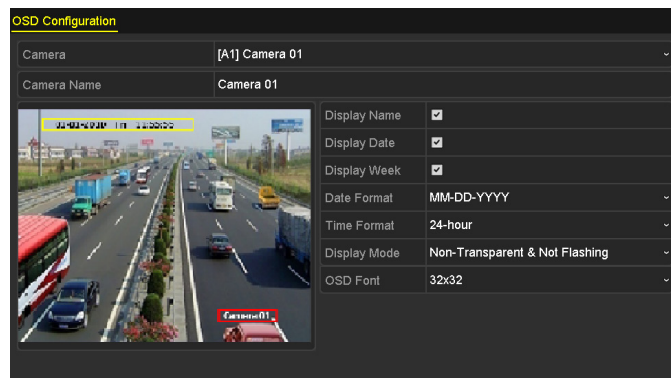 OSD Configuration
Camera [A1] Camera 01
Camera Name Camera 01
Display Name
Display Date
Display Week
Date Format MM-DD-YYYY
Time Format 24-hour
Display Mode Non-Transparent & Not Flashing
OSD Font 32x32
Camera 01